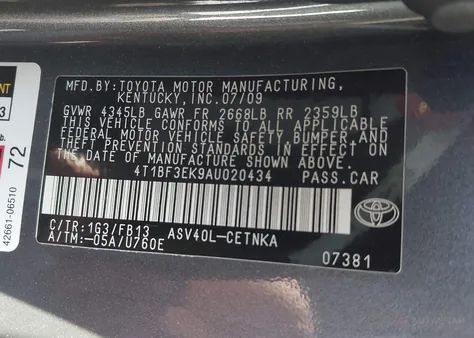 MFD.BY:TOYOTA MOTOR MANUFACTURING,
KENTUCKY,INC.07/09
GVWR 4345LB GAWR FR 2668LB RR 2359LB
THIS VEHICLE CONFORMS TO ALL APPLICABLE
FEDERAL MOTOR VEHICLE SAFETY,BUMPER,AND
THEFT PREVENTION STANDARDS IN EFFECT ON
THE DATE OF MANUFACTURE SHOWN ABOVE.
4T1BF3EK9AU020434 PASS.CAR
C/TR:1G3/FB13 ASV40L-CETNKA
A/TM:-05A/U760E
07381
TOYOTA
42661-06510
72